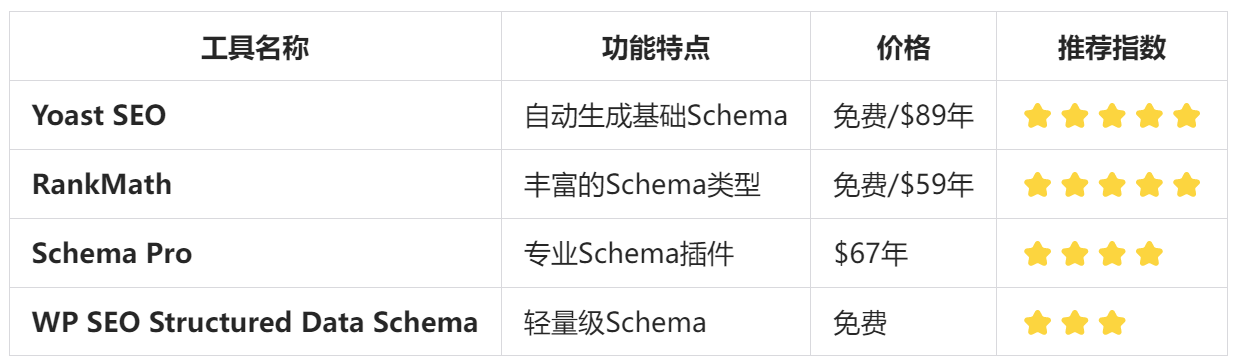 工具名称 功能特点 价格 推荐指数
Yoast SEO 自动生成基础Schema 免费/$89年 ⭐⭐⭐⭐⭐
RankMath 丰富的Schema类型 免费/$59年 ⭐⭐⭐⭐⭐
Schema Pro 专业Schema插件 $67年 ⭐⭐⭐⭐
WP SEO Structured Data Schema 轻量级Schema 免费 ⭐⭐⭐